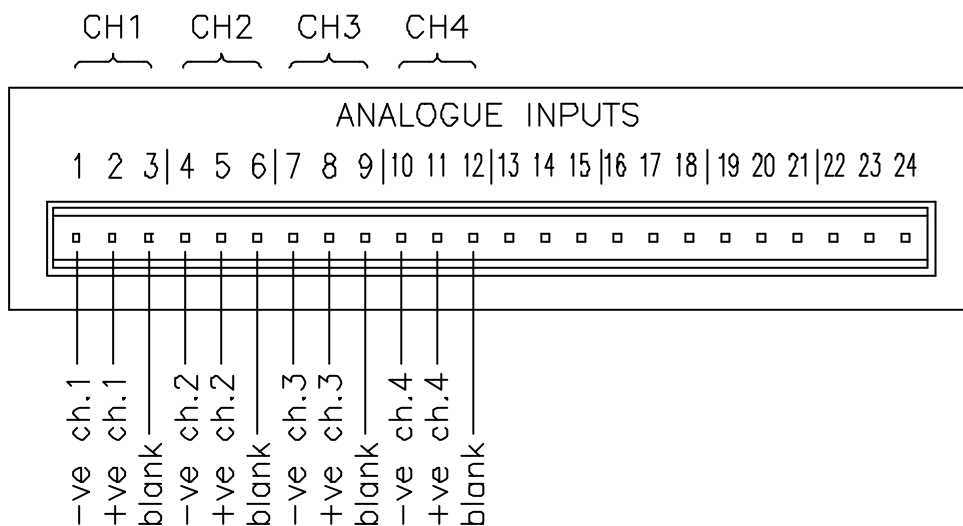 CH1 CH2 CH3 CH4
ANALOGUE INPUTS
1 2 3|4 5 6|7 8 9|10 11 12|13 14 15|16 17 18|19 20 21|22 23 24
-ve ch.1
+ve ch.1
blank
-ve ch.2
+ve ch.2
blank
-ve ch.3
+ve ch.3
blank
-ve ch.4
+ve ch.4
blank